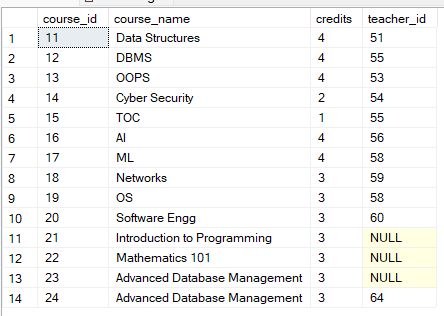 course_id course_name credits teacher_id
1 11 Data Structures 4 51
2 12 DBMS 4 55
3 13 OOPS 4 53
4 14 Cyber Security 2 54
5 15 TOC 1 55
6 16 AI 4 56
7 17 ML 4 58
8 18 Networks 3 59
9 19 OS 3 58
10 20 Software Engg 3 60
11 21 Introduction to Programming 3 NULL
12 22 Mathematics 101 3 NULL
13 23 Advanced Database Management 3 NULL
14 24 Advanced Database Management 3 64